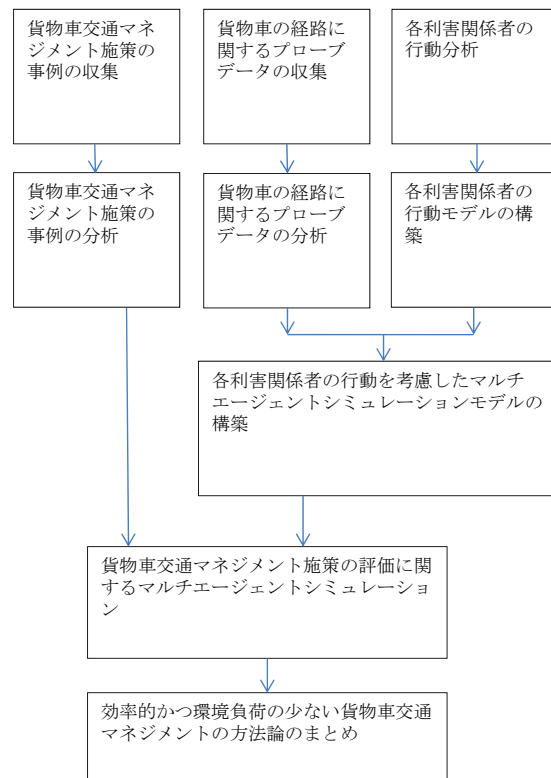 貨物車交通マネ
ジメント施策の
事例の収集
貨物車の経路に
関するプローブ
データの収集
各利害関係者の
行動分析
貨物車交通マネ
ジメント施策の
事例の分析
貨物車の経路に
関するプローブ
データの分析
各利害関係者の
行動モデルの構
築
各利害関係者の行動を考慮したマルチ
エージェントシミュレーションモデルの
構築
貨物車交通マネジメント施策の評価に関
するマルチエージェントシミュレーショ
ン
効率的かつ環境負荷の少ない貨物車交通
マネジメントの方法論のまとめ